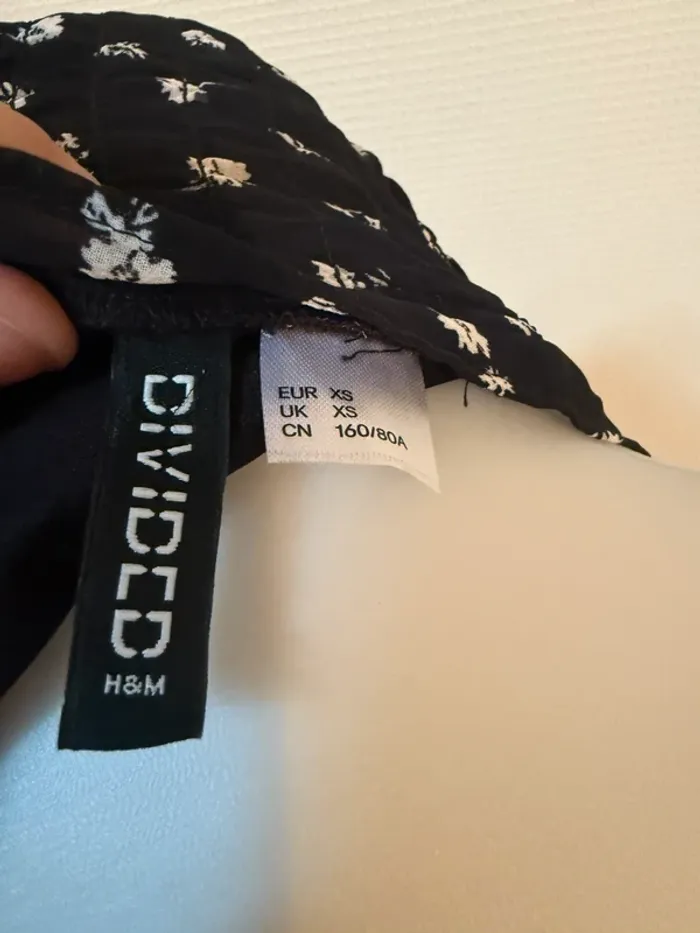 DIVIDED
H&M
EUR XS
UK XS
CN 160/80A